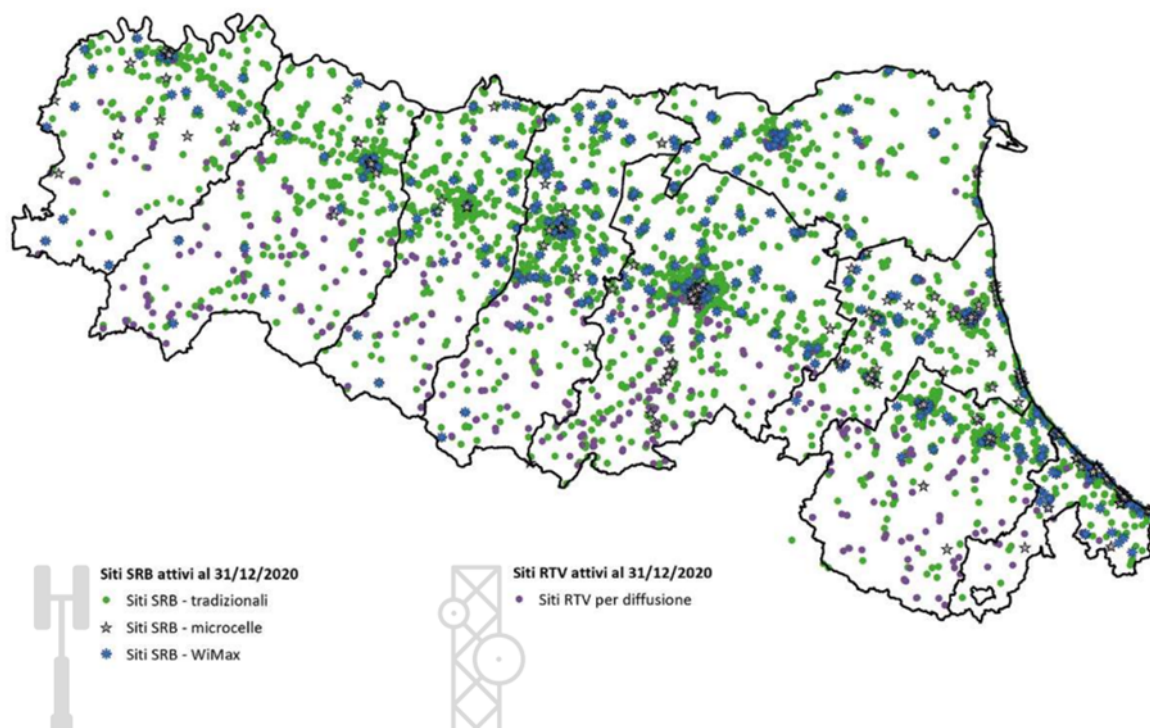 Siti SRB attivi al 31/12/2020
Siti SRB - tradizionali
Siti SRB - microcelle
Siti SRB - WiMax
Siti RTV attivi al 31/12/2020
Siti RTV per diffusione